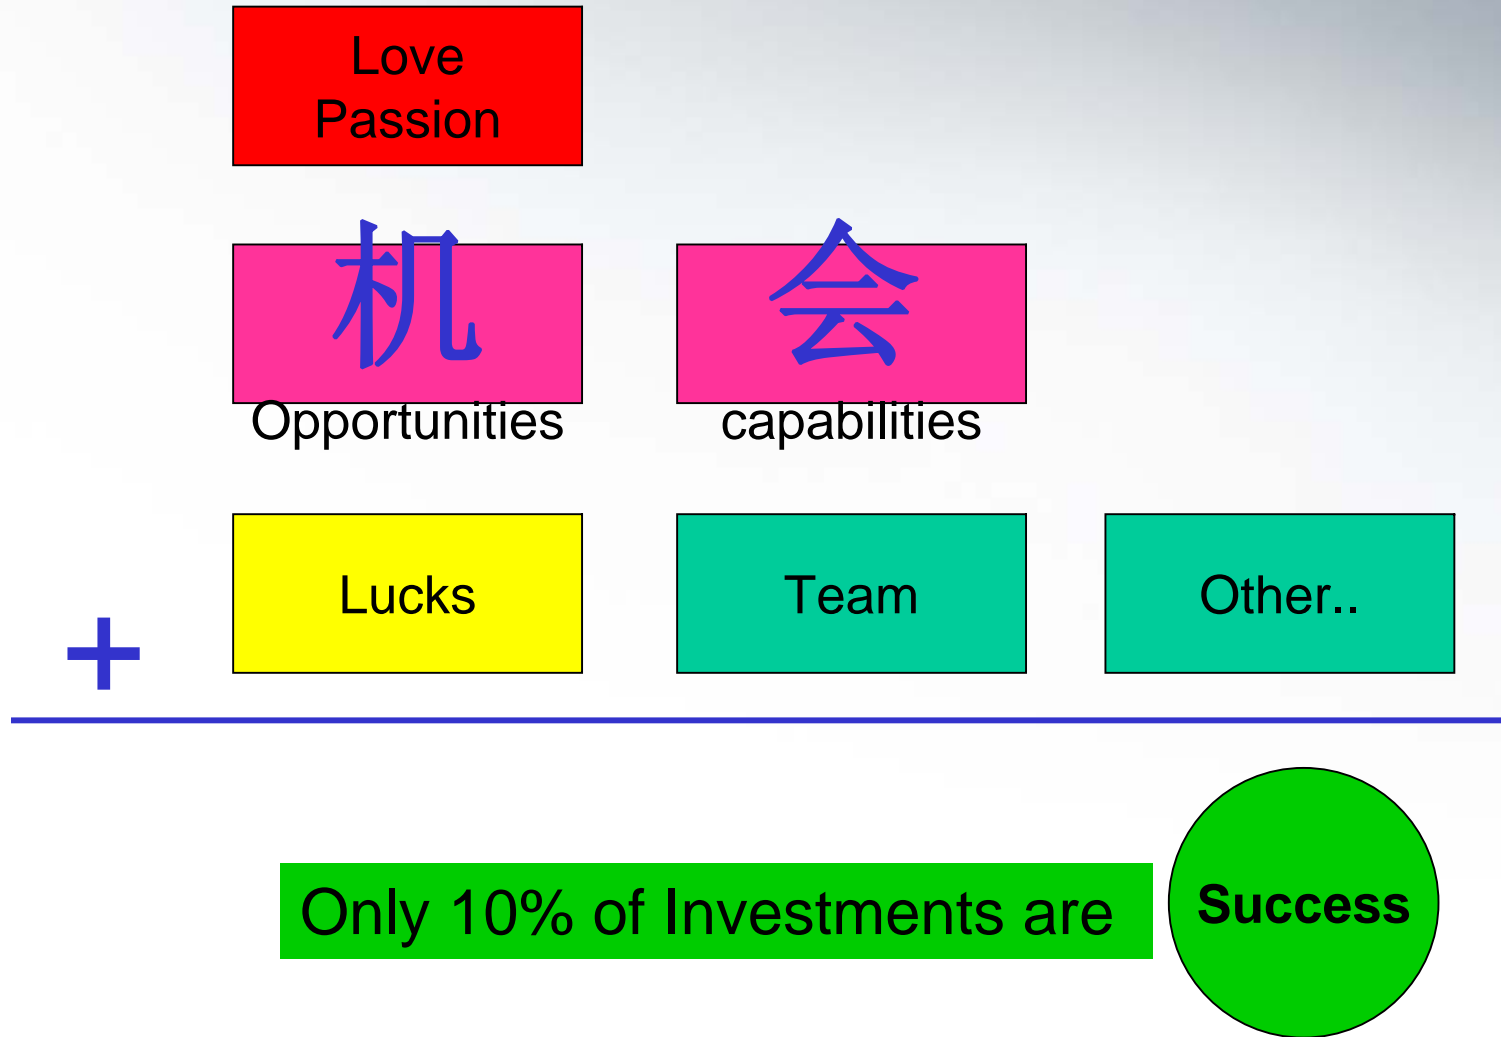 Love
Passion
机 会
Opportunities capabilities
Lucks Team Other..
+
Only 10% of Investments are Success